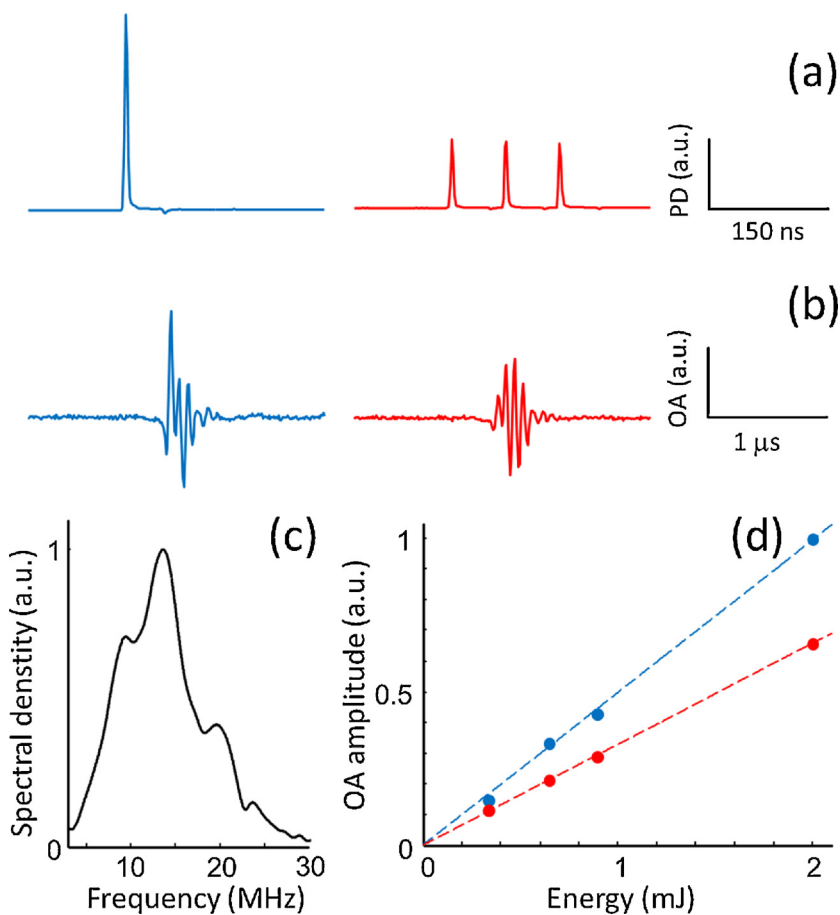 (a)
PD (a.u.)
150 ns
(b)
OA (a.u.)
1 μs
(c)
Spectral denstity (a.u.)
1
0
10
20
30
Frequency (MHz)
(d)
OA amplitude (a.u.)
1
0.5
0
0
1
2
Energy (mJ)